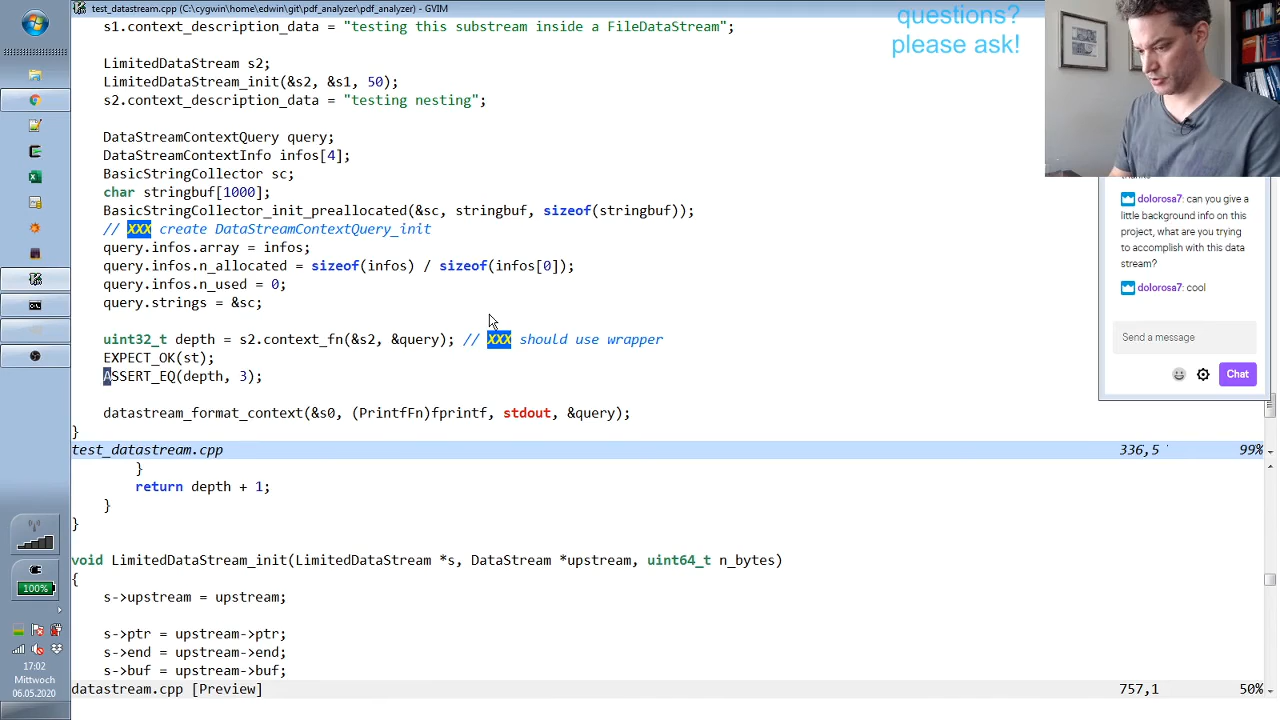 test_datastream.cpp (C:\cygwin\home\edwin\git\pdf_analyzer\pdf_analyzer) - GVIM
s1.context_description_data = "testing this substream inside a FileDataStream";
LimitedDataStream s2;
LimitedDataStream_init(&s2, &s1, 50);
s2.context_description_data = "testing nesting";
DataStreamContextQuery query;
DataStreamContextInfo infos[4];
BasicStringCollector sc;
char stringbuf[1000];
BasicStringCollector_init_preallocated(&sc, stringbuf, sizeof(stringbuf));
// XXX create DataStreamContextQuery_init
query.infos.array = infos;
query.infos.n_allocated = sizeof(infos) / sizeof(infos[0]);
query.infos.n_used = 0;
query.strings = &sc;
uint32_t depth = s2.context_fn(&s2, &query); // XXX should use wrapper
EXPECT_OK(st);
ASSERT_EQ(depth, 3);
datastream_format_context(&s0, (PrintfFn)fprintf, stdout, &query);
}
test_datastream.cpp 336,5 99%
}
return depth + 1;
}
}
void LimitedDataStream_init(LimitedDataStream *s, DataStream *upstream, uint64_t n_bytes)
{
s->upstream = upstream;
s->ptr = upstream->ptr;
s->end = upstream->end;
s->buf = upstream->buf;
datastream.cpp [Preview] 757,1 50%
questions?
please ask!
dolorosa7: can you give a
little background info on this
project, what are you trying
to accomplish with this data
stream?
dolorosa7: cool
Send a message
Chat
100%
17:02
Mittwoch
06.05.2020